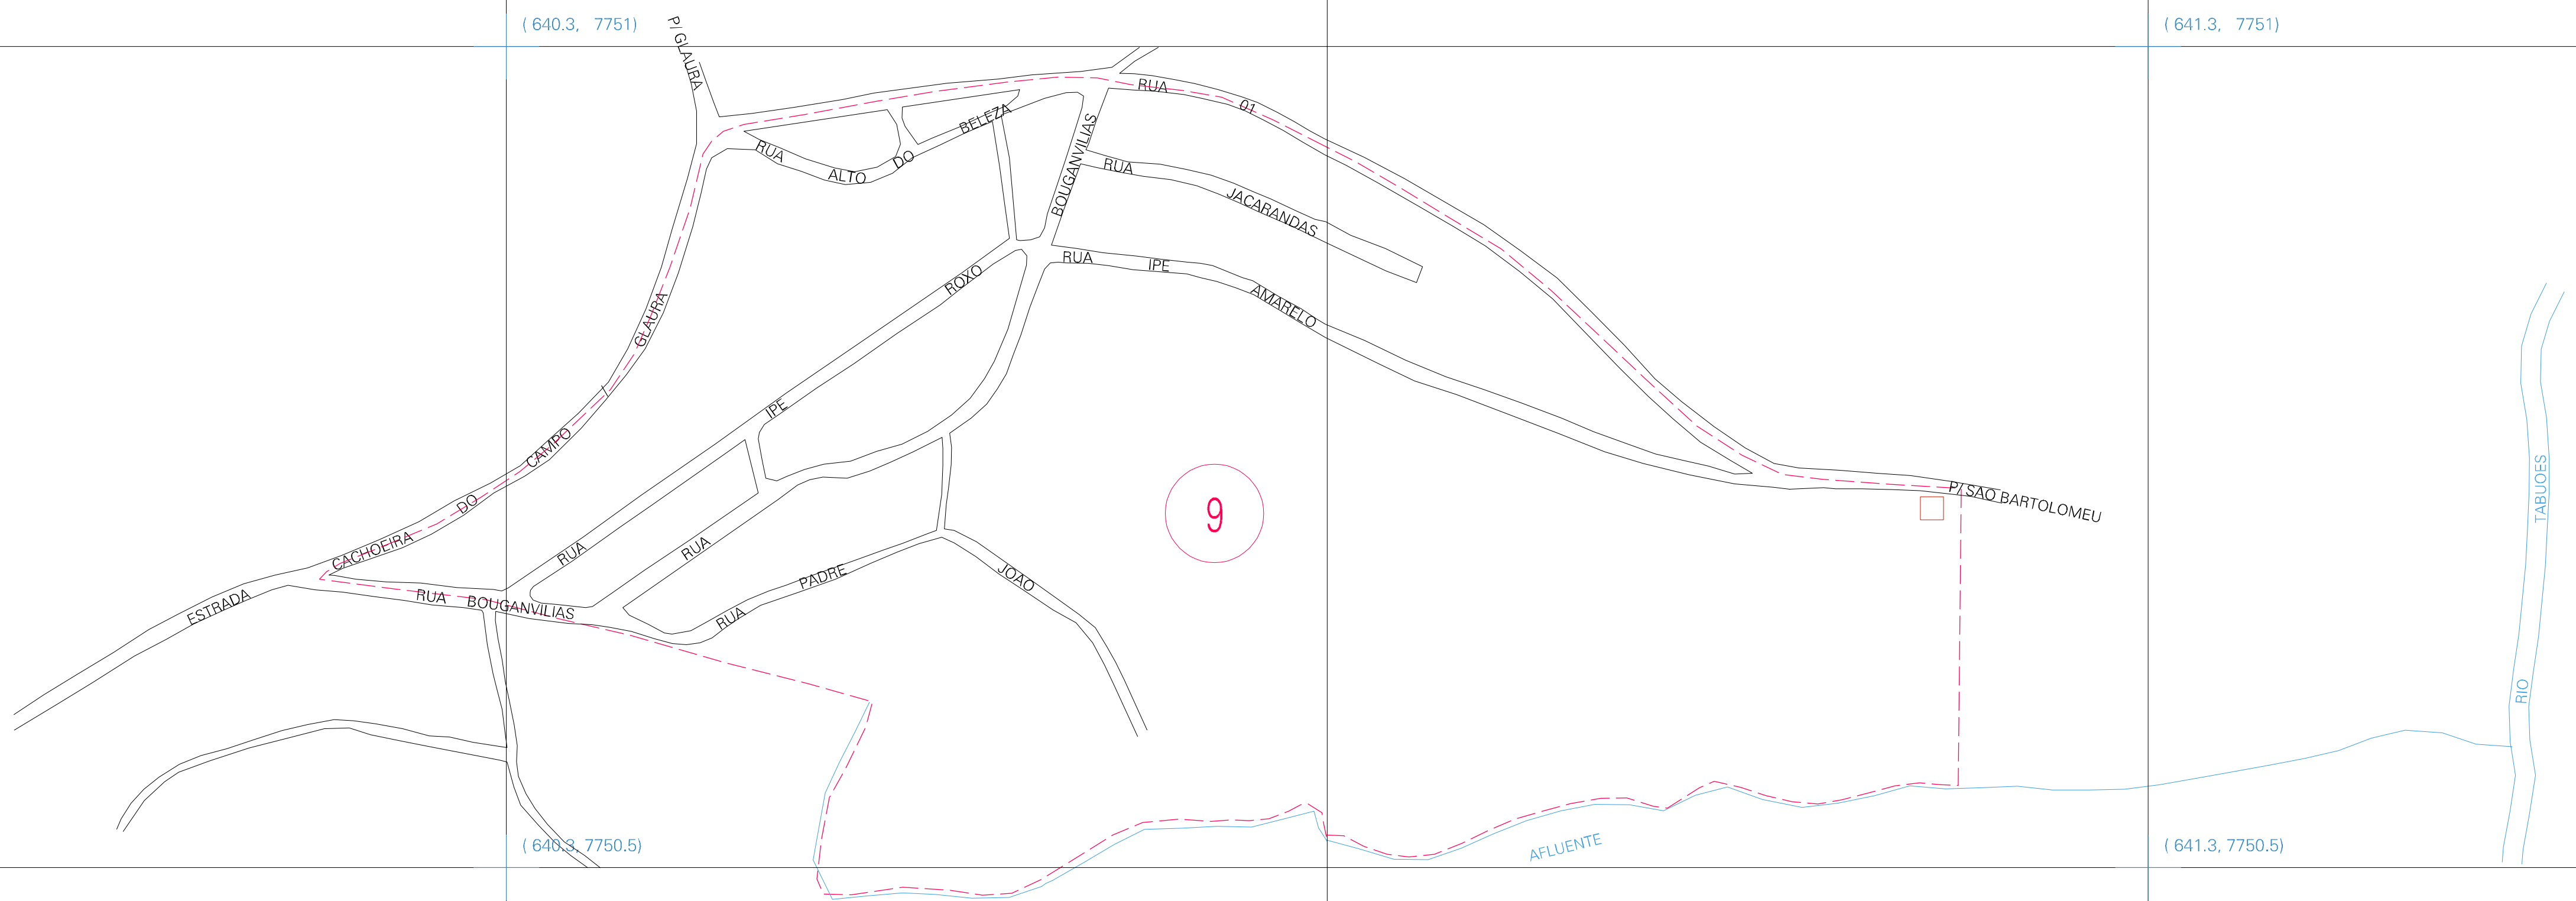 ( 640.3, 7751)
( 641.3, 7751)
P/ GLAURA
RUA 01
RUA ALTO DO BELEZA
BOUGANVILIAS
RUA JACARANDAS
RUA IPE AMARELO
RUA IPE ROXO
ESTRADA CACHOEIRA DO CAMPO GLAURA
P/ SAO BARTOLOMEU
9
RUA
RUA BOUGANVILIAS
RUA PADRE JOAO
RIO TABUOES
AFLUENTE
( 640.3, 7750.5)
( 641.3, 7750.5)